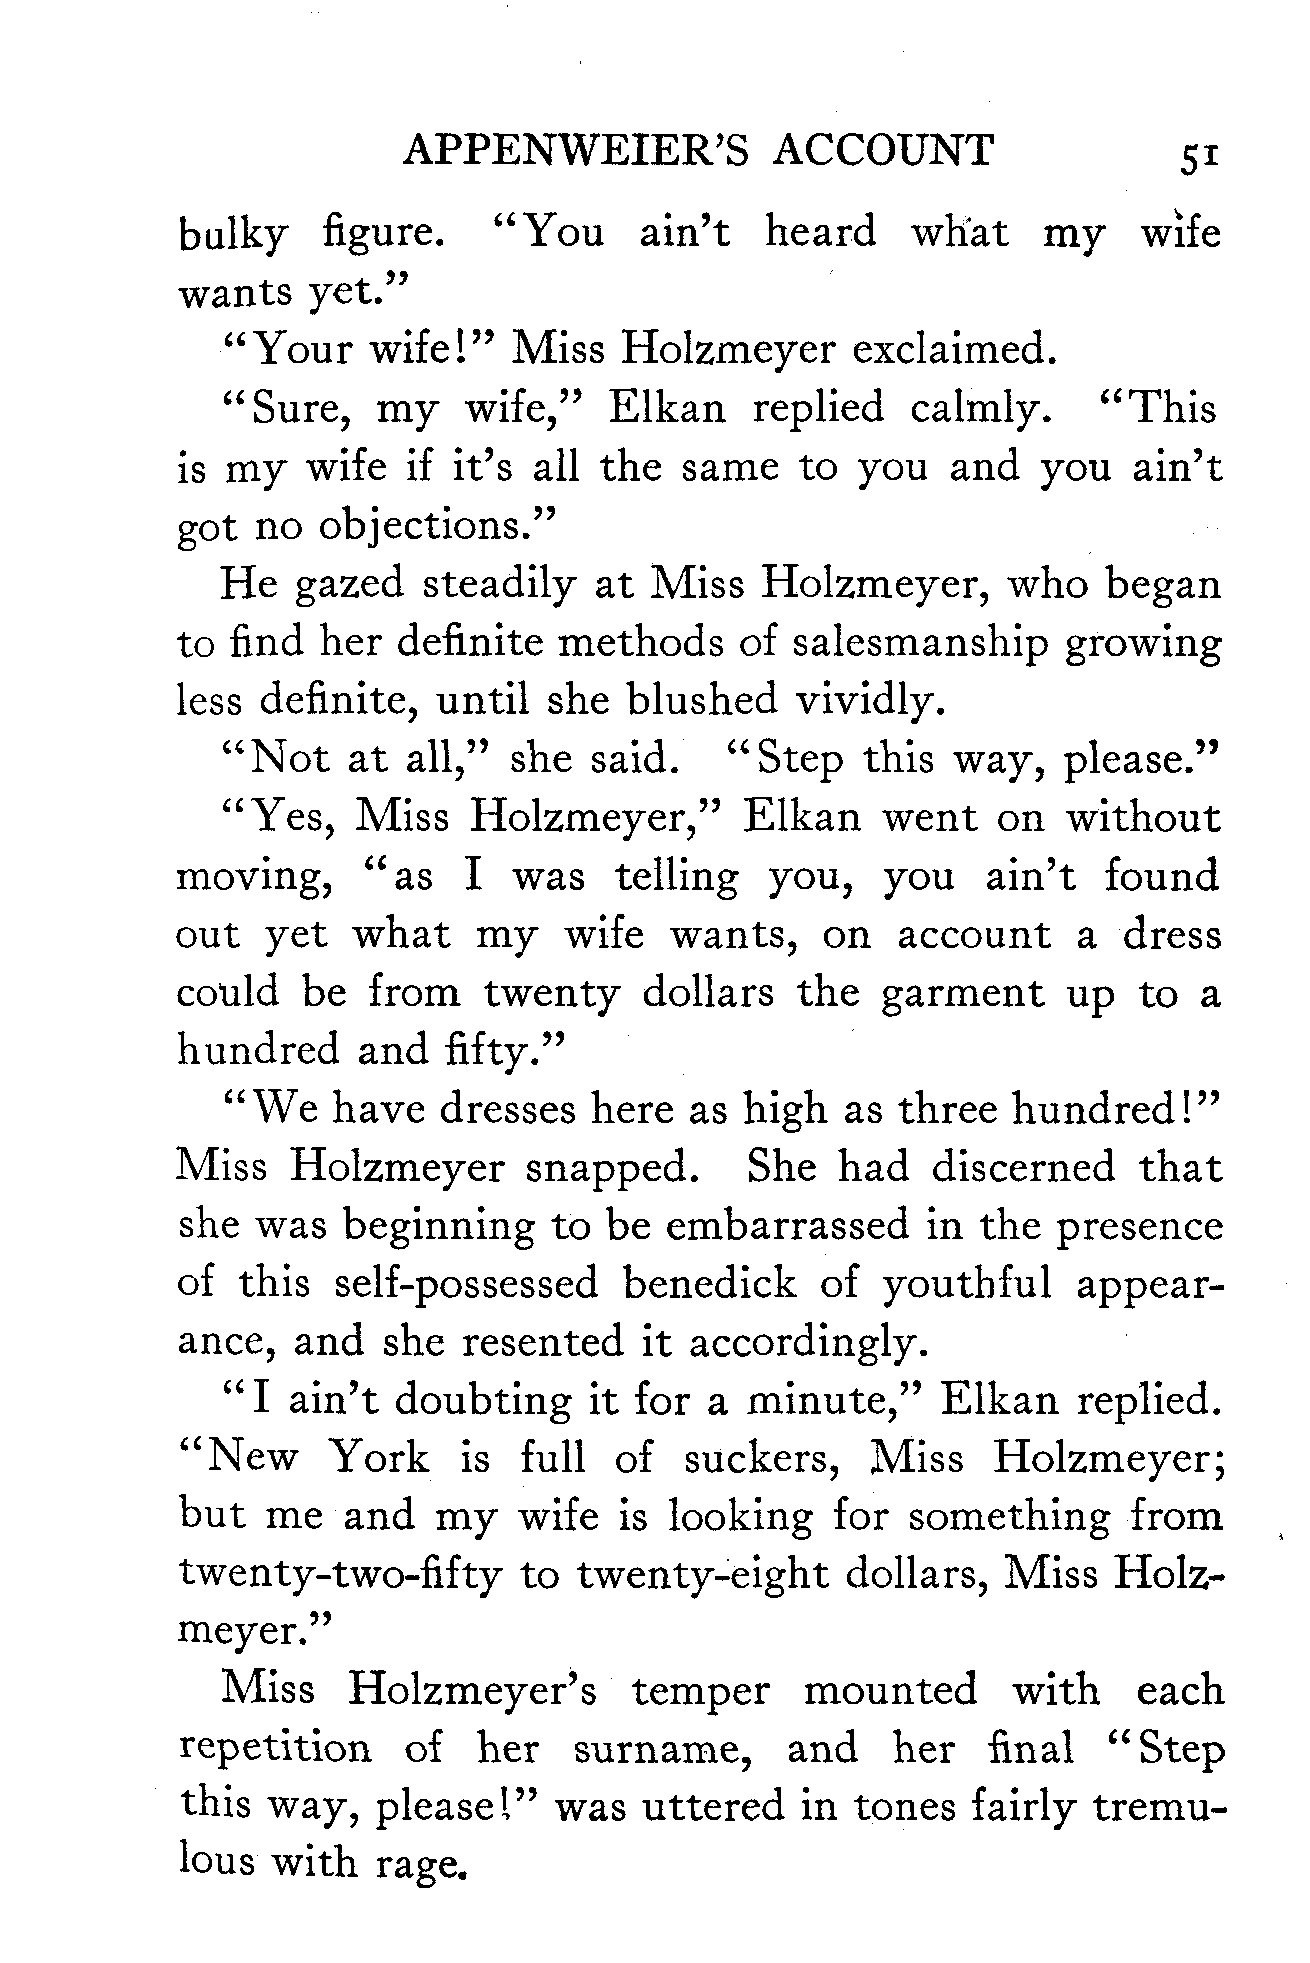 APPENWEIER'S ACCOUNT 51
bulky figure. "You ain't heard what my wife
wants yet."
"Your wife!" Miss Holzmeyer exclaimed.
"Sure, my wife," Elkan replied calmly. "This
is my wife if it's all the same to you and you ain't
got no objections."
He gazed steadily at Miss Holzmeyer, who began
to find her definite methods of salesmanship growing
less definite, until she blushed vividly.
"Not at all," she said. "Step this way, please."
"Yes, Miss Holzmeyer," Elkan went on without
moving, "as I was telling you, you ain't found
out yet what my wife wants, on account a dress
could be from twenty dollars the garment up to a
hundred and fifty."
"We have dresses here as high as three hundred!"
Miss Holzmeyer snapped. She had discerned that
she was beginning to be embarrassed in the presence
of this self-possessed benedick of youthful appear-
ance, and she resented it accordingly.
"I ain't doubting it for a minute," Elkan replied.
"New York is full of suckers, Miss Holzmeyer;
but me and my wife is looking for something from
twenty-two-fifty to twenty-eight dollars, Miss Holz-
meyer."
Miss Holzmeyer's temper mounted with each
repetition of her surname, and her final "Step
this way, please!" was uttered in tones fairly tremu-
lous with rage.